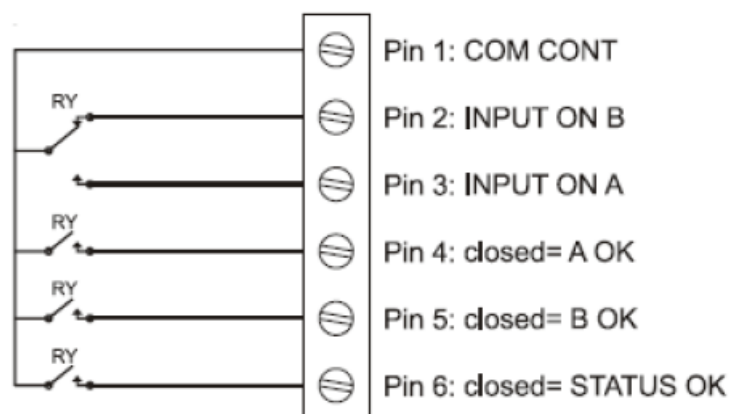 Pin 1: COM CONT
RY
Pin 2: INPUT ON B
Pin 3: INPUT ON A
RY
Pin 4: closed= A OK
RY
Pin 5: closed= B OK
RY
Pin 6: closed= STATUS OK